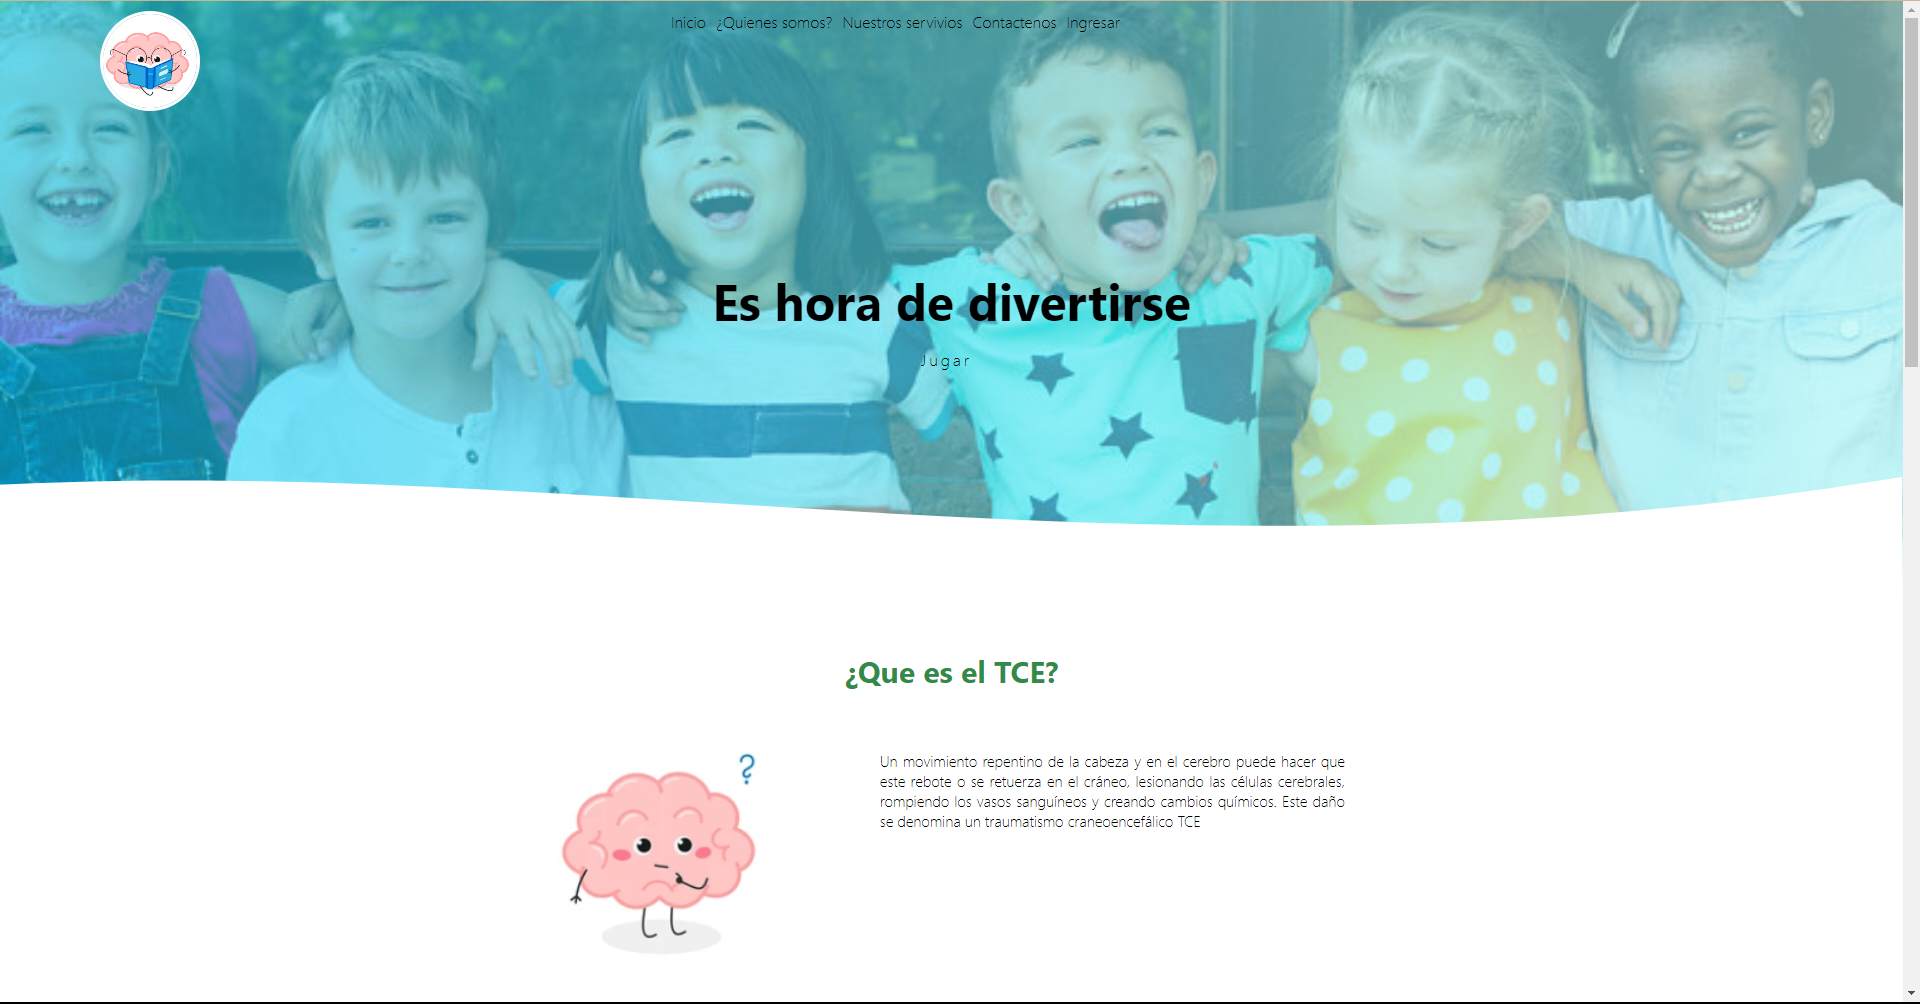 Inicio ¿Quienes somos? Nuestros servivios Contactenos Ingresar
Es hora de divertirse
Jugar
¿Que es el TCE?
?
Un movimiento repentino de la cabeza y en el cerebro puede hacer que
este rebote o se retuerza en el cráneo, lesionando las células cerebrales,
rompiendo los vasos sanguíneos y creando cambios químicos. Este daño
se denomina un traumatismo craneoencefálico TCE